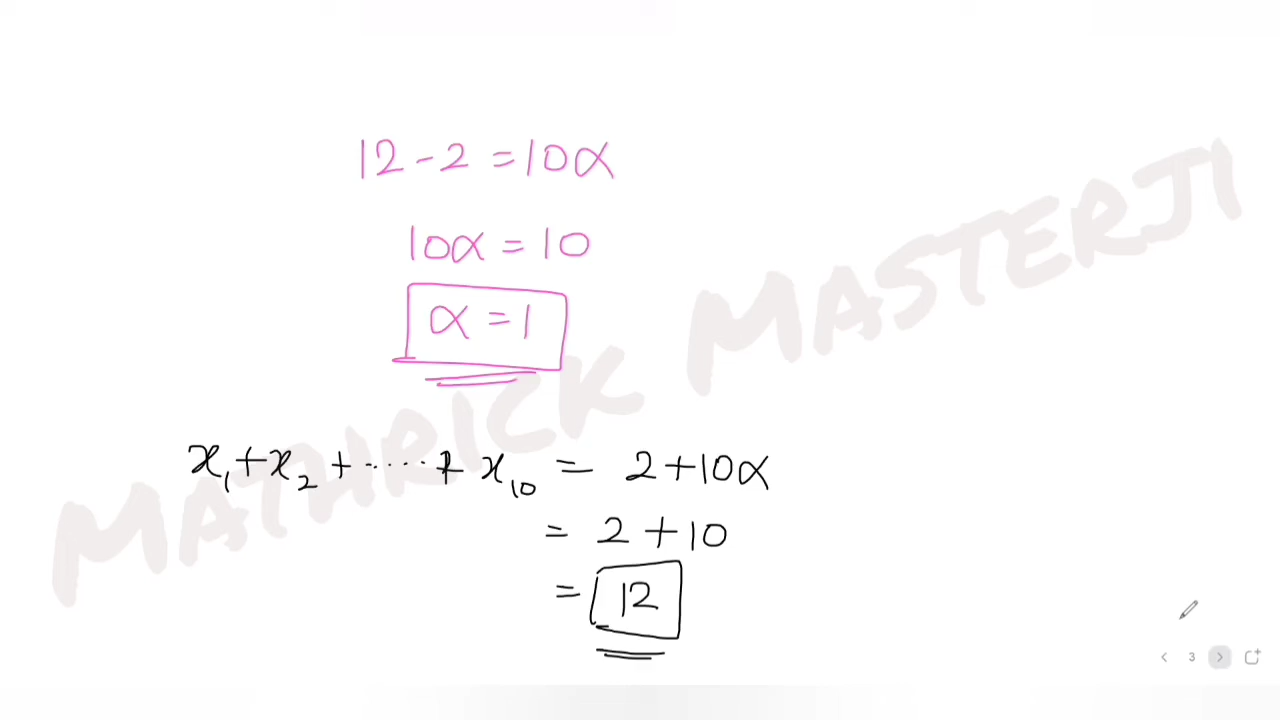 12 - 2 = 10α
10α = 10
α = 1
x₁ + x₂ + ...... + x₁₀ = 2 + 10α
= 2 + 10
= 12
MATHRICK MASTERJI
< 3 >